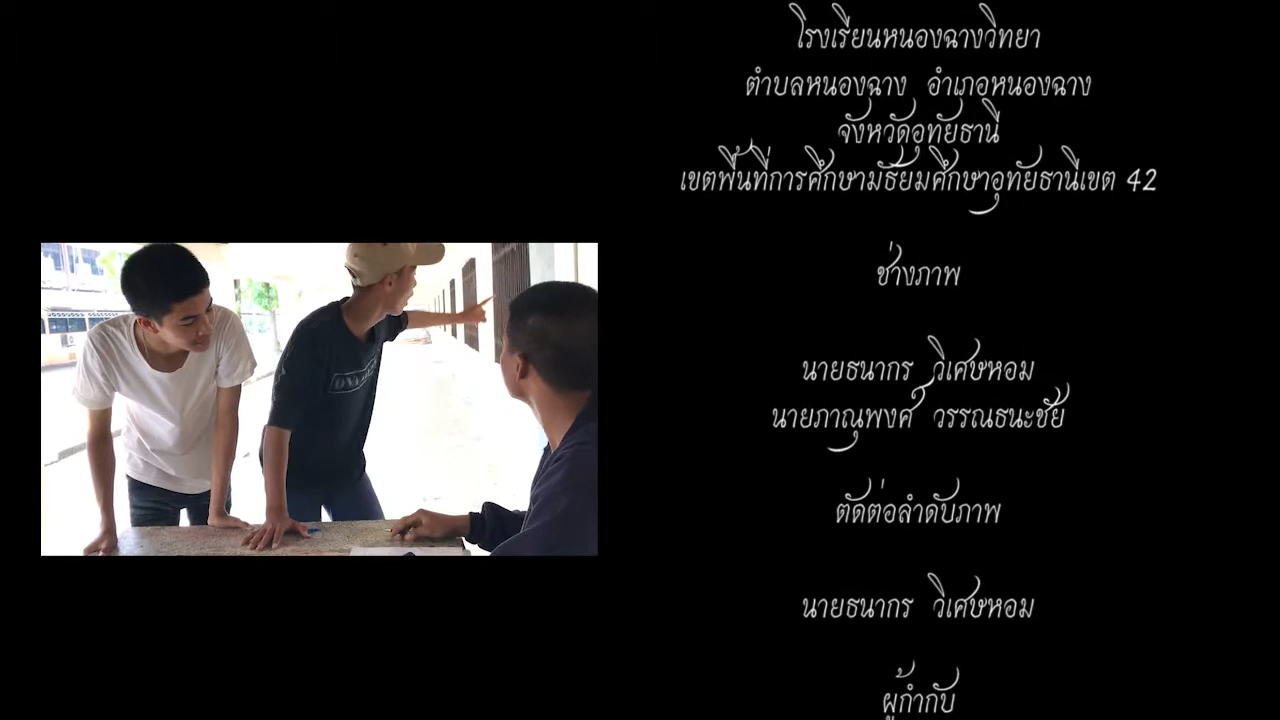 โรงเรียนหนองฉางวิทยา
ตำบลหนองฉาง อำเภอหนองฉาง
จังหวัดอุทัยธานี
เขตพื้นที่การศึกษามัธยมศึกษาอุทัยธานีเขต 42
ช่างภาพ
นายธนากร วิเศษหอม
นายภาณุพงศ์ วรรณธนะชัย
ตัดต่อลำดับภาพ
นายธนากร วิเศษหอม
ผู้กำกับ